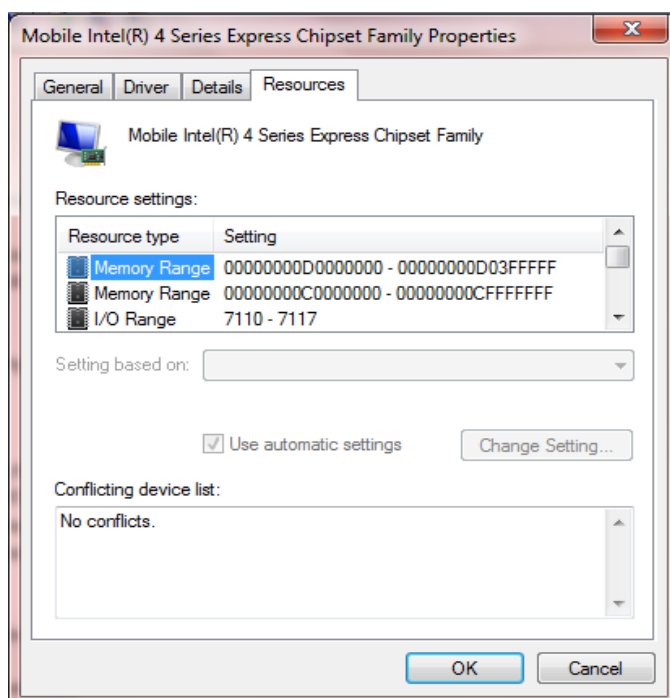 Mobile Intel(R) 4 Series Express Chipset Family Properties
General Driver Details Resources
Mobile Intel(R) 4 Series Express Chipset Family
Resource settings:
Resource type Setting
Memory Range 00000000D0000000 - 00000000D03FFFFF
Memory Range 00000000C0000000 - 00000000CFFFFFFF
I/O Range 7110 - 7117
Setting based on:
Use automatic settings Change Setting...
Conflicting device list:
No conflicts.
OK Cancel